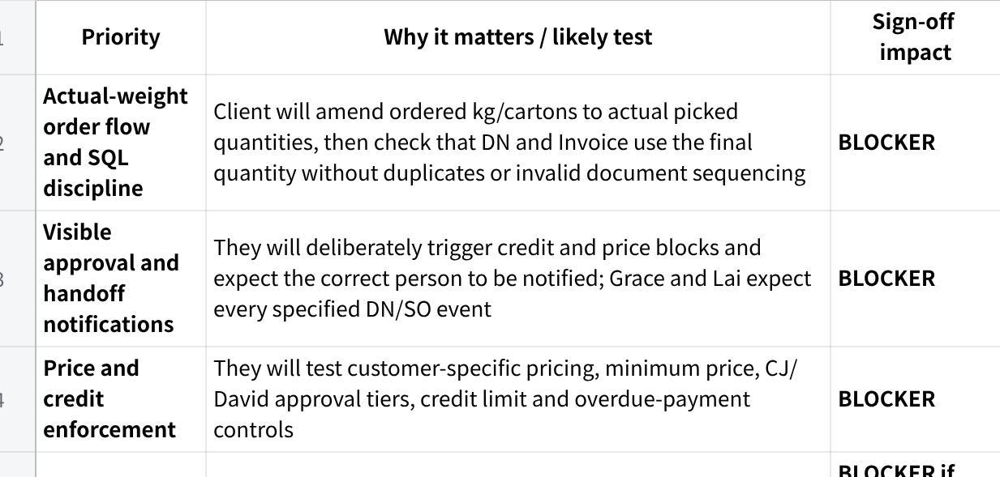 1
Priority
Why it matters / likely test
Sign-off
impact
2
Actual-weight
order flow
and SQL
discipline
Client will amend ordered kg/cartons to actual picked
quantities, then check that DN and Invoice use the final
quantity without duplicates or invalid document sequencing
BLOCKER
3
Visible
approval and
handoff
notifications
They will deliberately trigger credit and price blocks and
expect the correct person to be notified; Grace and Lai expect
every specified DN/SO event
BLOCKER
4
Price and
credit
enforcement
They will test customer-specific pricing, minimum price, CJ/
David approval tiers, credit limit and overdue-payment
controls
BLOCKER
BLOCKER if